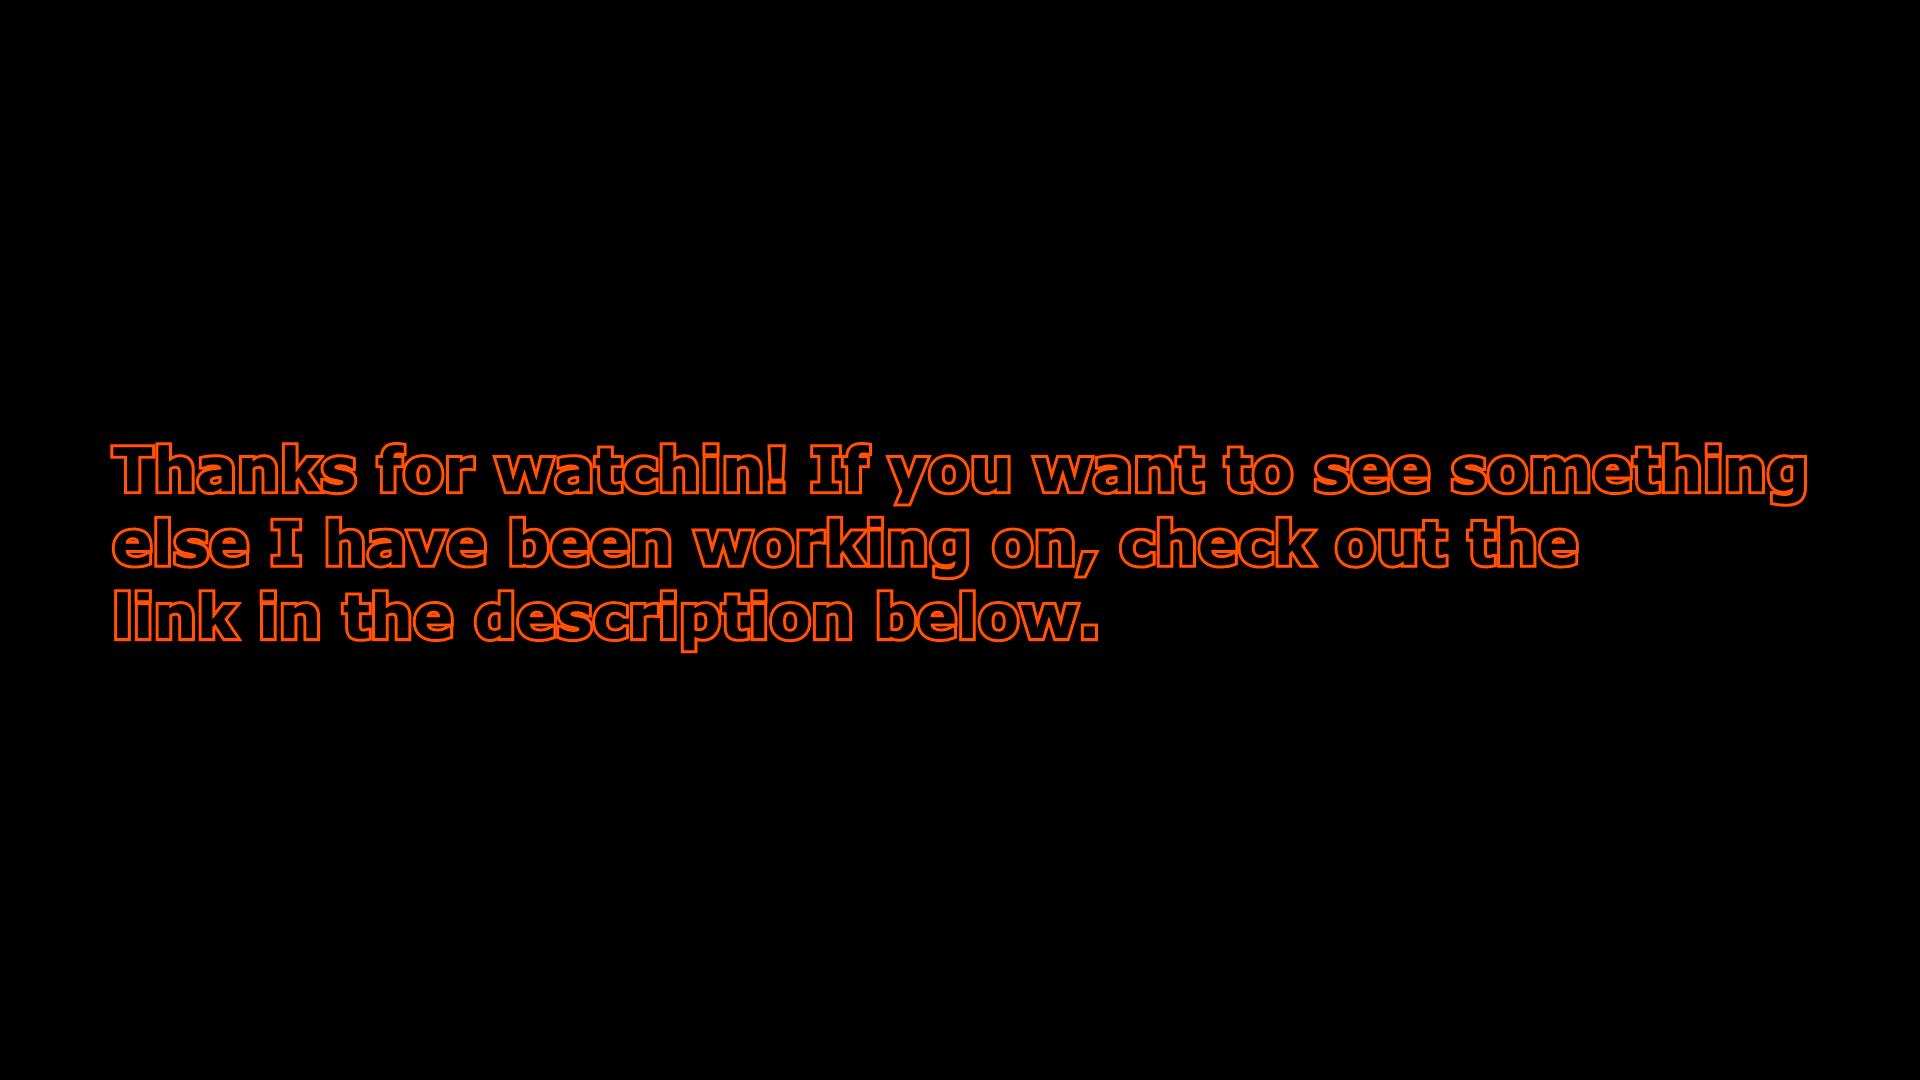 Thanks for watchin! If you want to see something
else I have been working on, check out the
link in the description below.